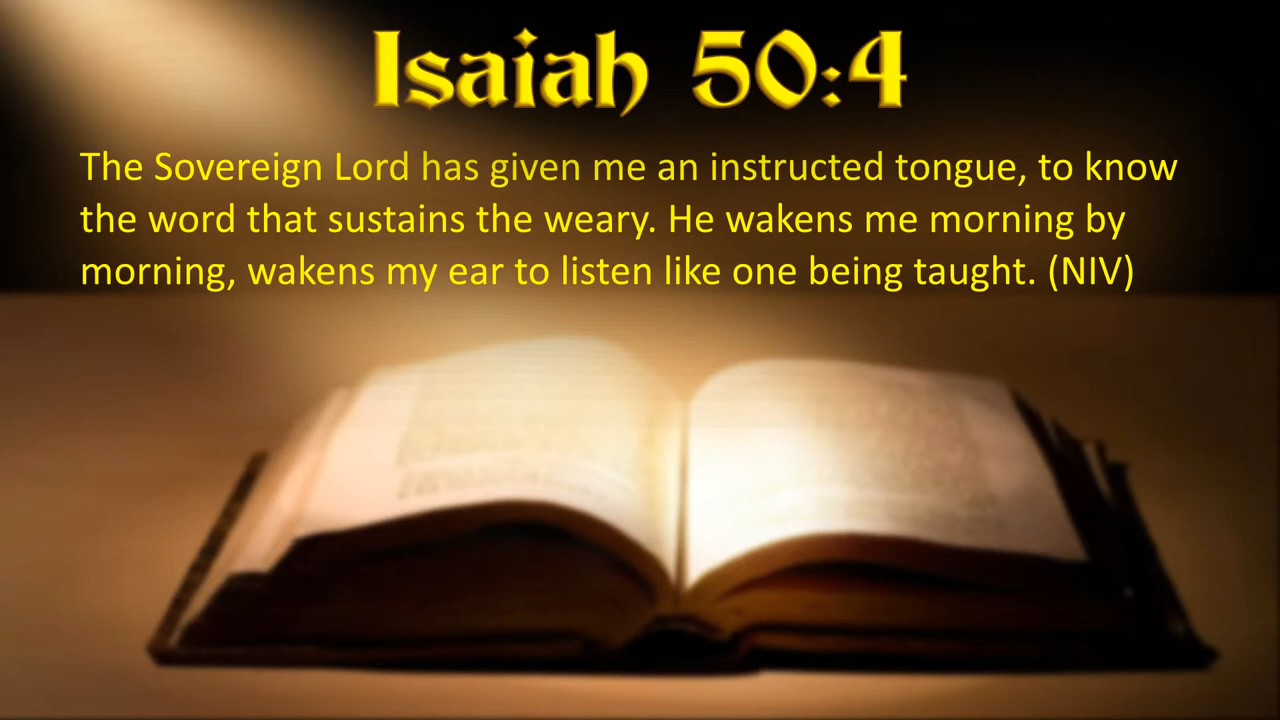 Isaiah 50:4
The Sovereign Lord has given me an instructed tongue, to know
the word that sustains the weary. He wakens me morning by
morning, wakens my ear to listen like one being taught. (NIV)